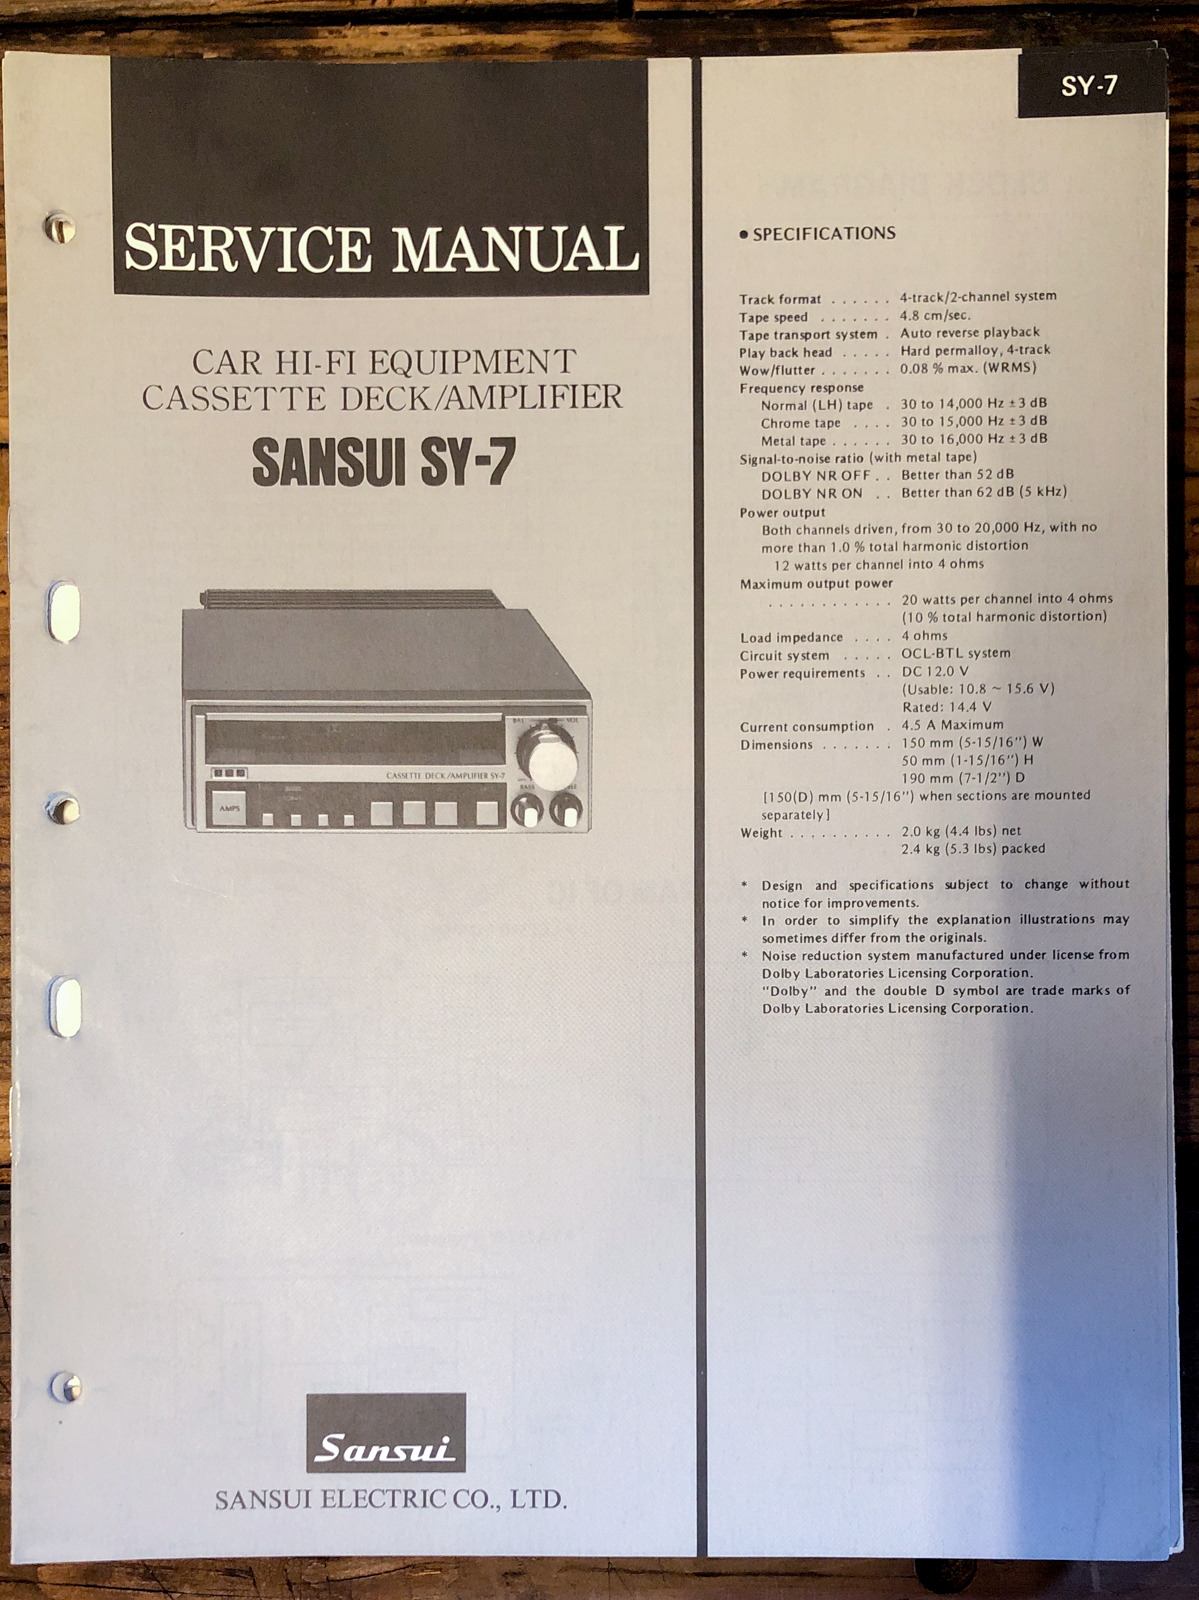 SERVICE MANUAL
CAR HI-FI EQUIPMENT
CASSETTE DECK/AMPLIFIER
SANSUI SY-7
BAL
VOL
CASSETTE DECK/AMPLIFIER SY-7
AMPS
BASS
Sansui
SANSUI ELECTRIC CO., LTD.
SY-7
● SPECIFICATIONS
Track format . . . . . . 4-track/2-channel system
Tape speed . . . . . . . 4.8 cm/sec.
Tape transport system . Auto reverse playback
Play back head . . . . . Hard permalloy, 4-track
Wow/flutter . . . . . . . 0.08 % max. (WRMS)
Frequency response
Normal (LH) tape . 30 to 14,000 Hz ±3 dB
Chrome tape . . . . 30 to 15,000 Hz ±3 dB
Metal tape . . . . . . 30 to 16,000 Hz ±3 dB
Signal-to-noise ratio (with metal tape)
DOLBY NR OFF . . Better than 52 dB
DOLBY NR ON . . Better than 62 dB (5 kHz)
Power output
Both channels driven, from 30 to 20,000 Hz, with no
more than 1.0 % total harmonic distortion
12 watts per channel into 4 ohms
Maximum output power
. . . . . . . . . . . . 20 watts per channel into 4 ohms
(10 % total harmonic distortion)
Load impedance . . . . 4 ohms
Circuit system . . . . . OCL-BTL system
Power requirements . . DC 12.0 V
(Usable: 10.8 ~ 15.6 V)
Rated: 14.4 V
Current consumption . 4.5 A Maximum
Dimensions . . . . . . . 150 mm (5-15/16") W
50 mm (1-15/16") H
190 mm (7-1/2") D
[150(D) mm (5-15/16") when sections are mounted
separately]
Weight . . . . . . . . . . 2.0 kg (4.4 lbs) net
2.4 kg (5.3 lbs) packed
* Design and specifications subject to change without
notice for improvements.
* In order to simplify the explanation illustrations may
sometimes differ from the originals.
* Noise reduction system manufactured under license from
Dolby Laboratories Licensing Corporation.
"Dolby" and the double D symbol are trade marks of
Dolby Laboratories Licensing Corporation.